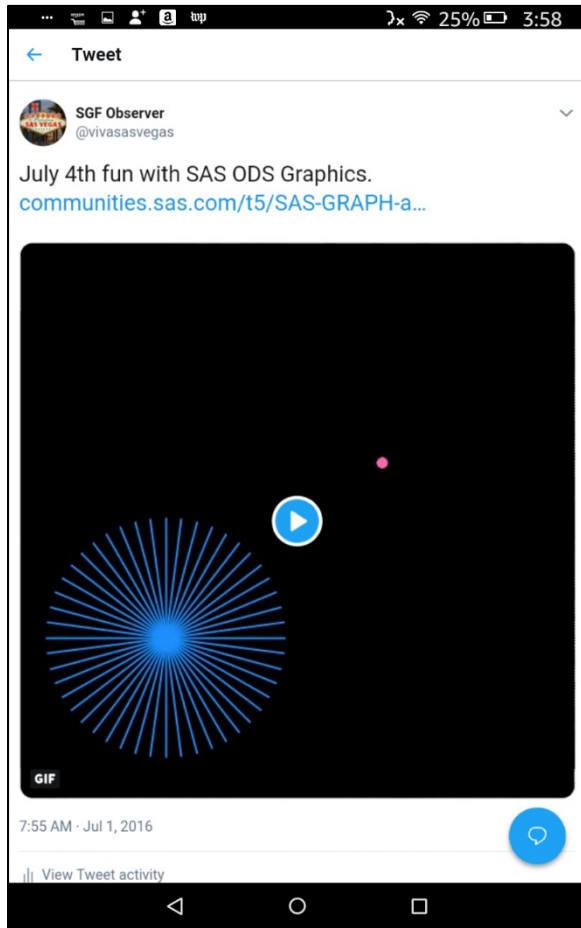 ... a wp 25% 3:58
Tweet
SGF Observer
@vivasasvegas
July 4th fun with SAS ODS Graphics.
communities.sas.com/t5/SAS-GRAPH-a...
GIF
7:55 AM · Jul 1, 2016
View Tweet activity